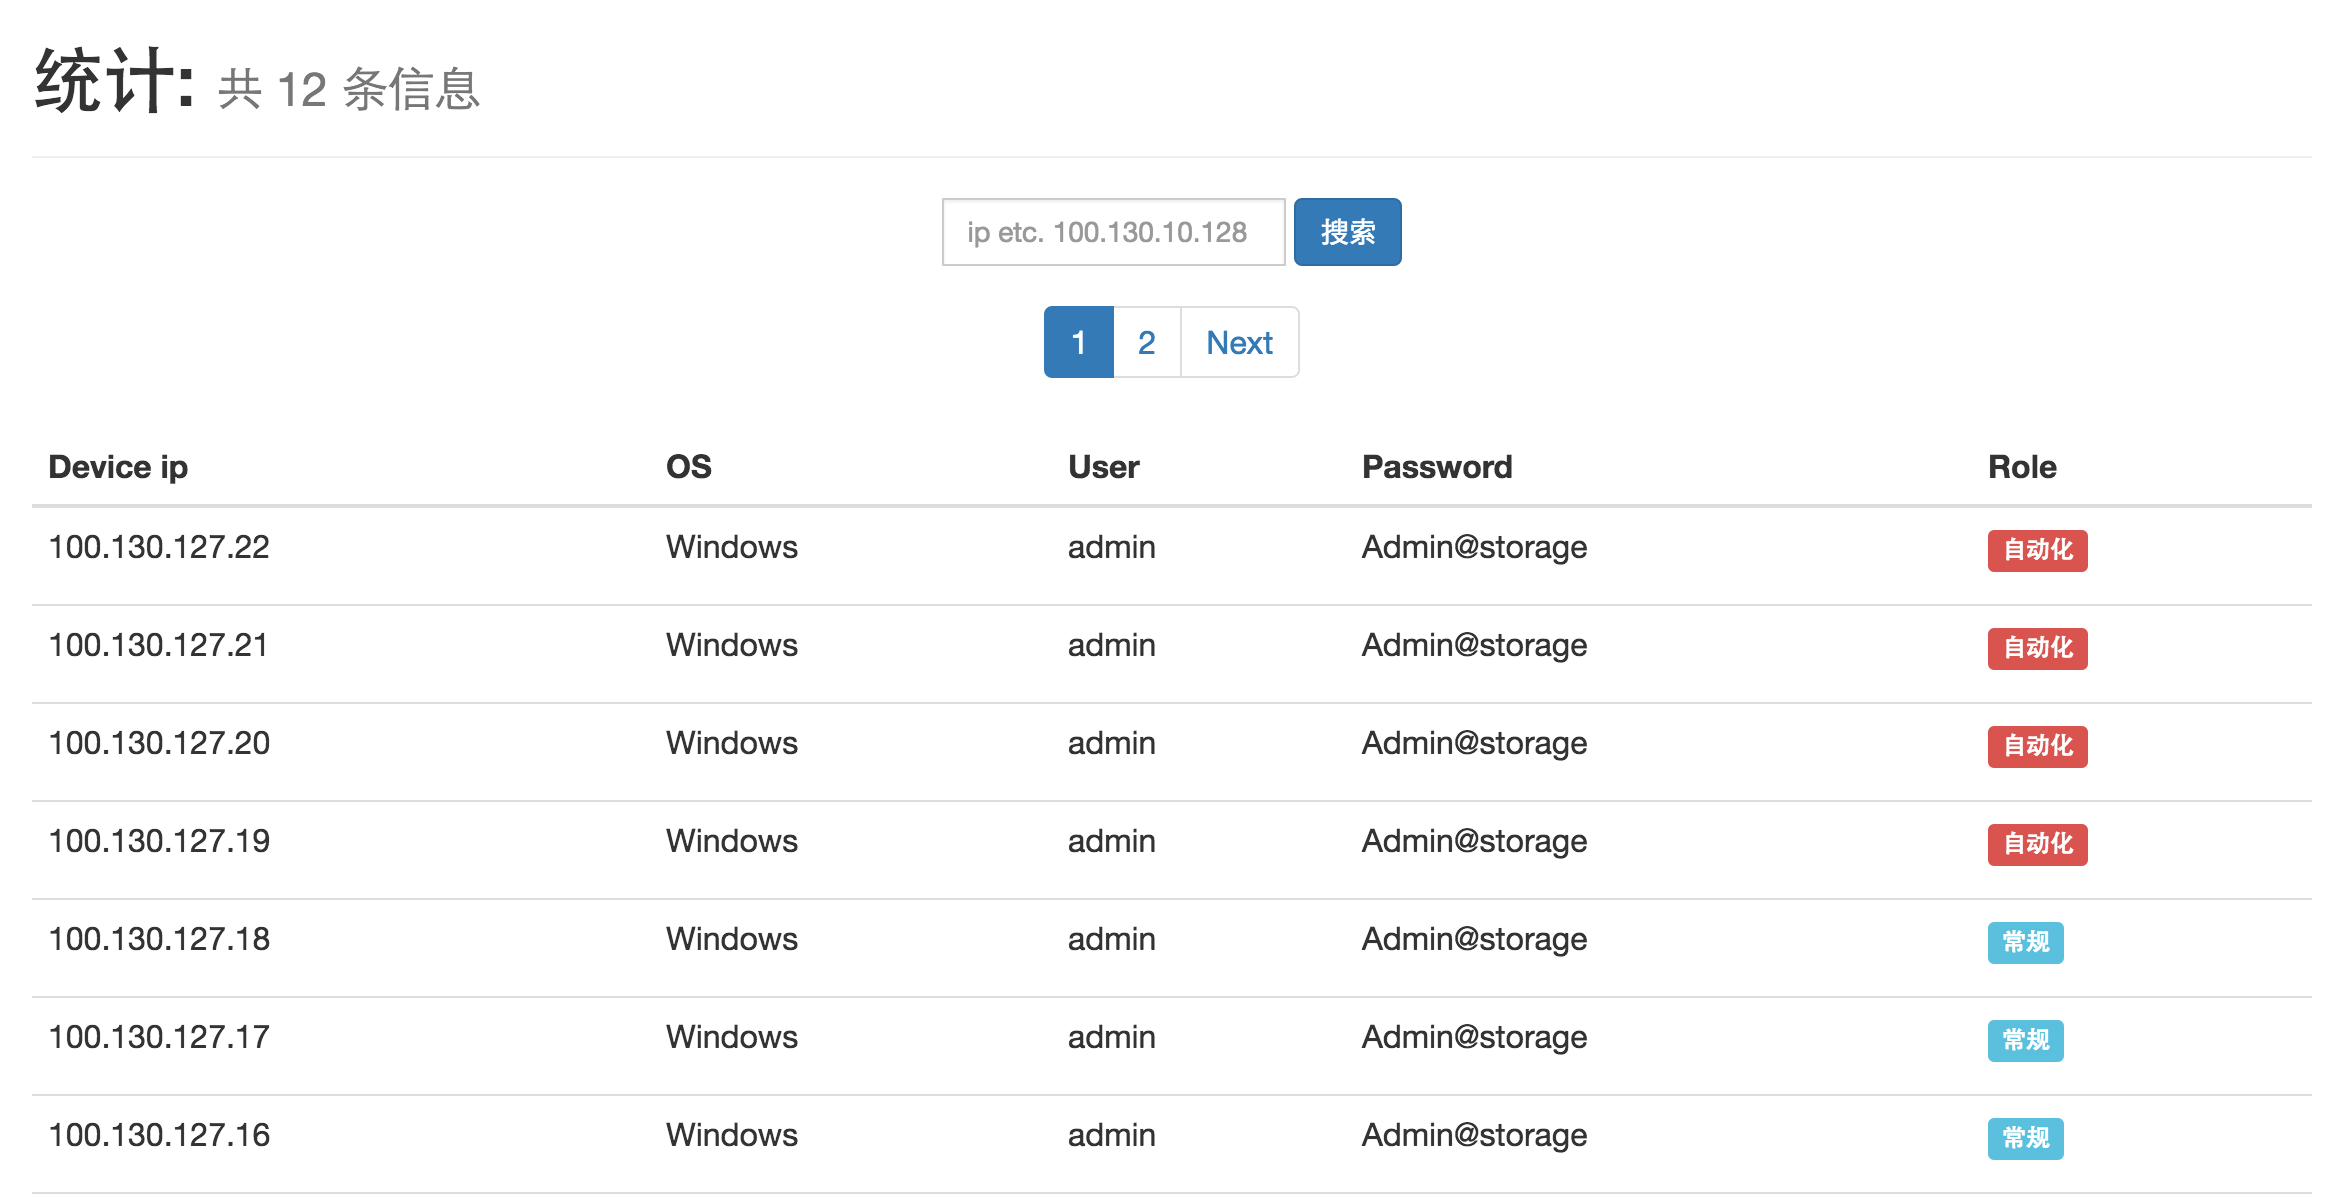 统计: 共 12 条信息
ip etc. 100.130.10.128 搜索
1 2 Next
Device ip OS User Password Role
100.130.127.22 Windows admin Admin@storage 自动化
100.130.127.21 Windows admin Admin@storage 自动化
100.130.127.20 Windows admin Admin@storage 自动化
100.130.127.19 Windows admin Admin@storage 自动化
100.130.127.18 Windows admin Admin@storage 常规
100.130.127.17 Windows admin Admin@storage 常规
100.130.127.16 Windows admin Admin@storage 常规